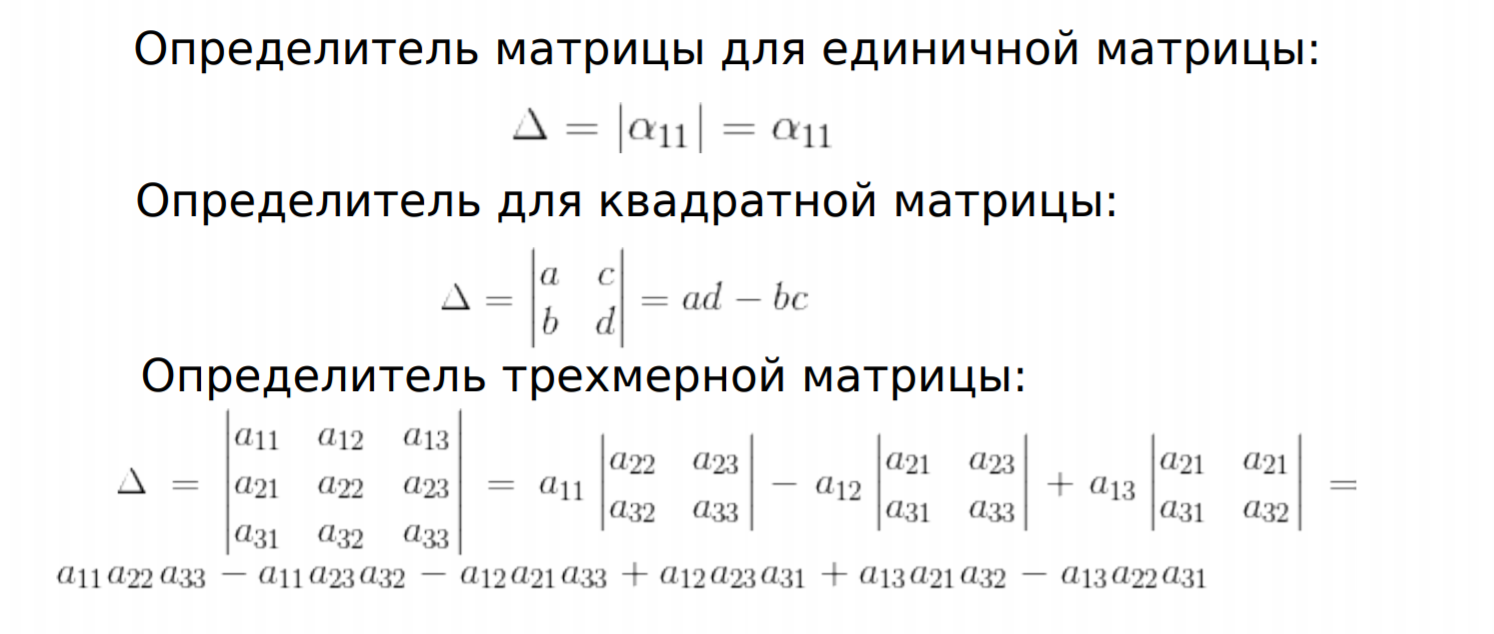 Определитель матрицы для единичной матрицы:
Δ = |α₁₁| = α₁₁
Определитель для квадратной матрицы:
Δ = |a c; b d| = ad − bc
Определитель трехмерной матрицы:
Δ = |a₁₁ a₁₂ a₁₃; a₂₁ a₂₂ a₂₃; a₃₁ a₃₂ a₃₃| = a₁₁ |a₂₂ a₂₃; a₃₂ a₃₃| − a₁₂ |a₂₁ a₂₃; a₃₁ a₃₃| + a₁₃ |a₂₁ a₂₁; a₃₁ a₃₂| =
a₁₁a₂₂a₃₃ − a₁₁a₂₃a₃₂ − a₁₂a₂₁a₃₃ + a₁₂a₂₃a₃₁ + a₁₃a₂₁a₃₂ − a₁₃a₂₂a₃₁